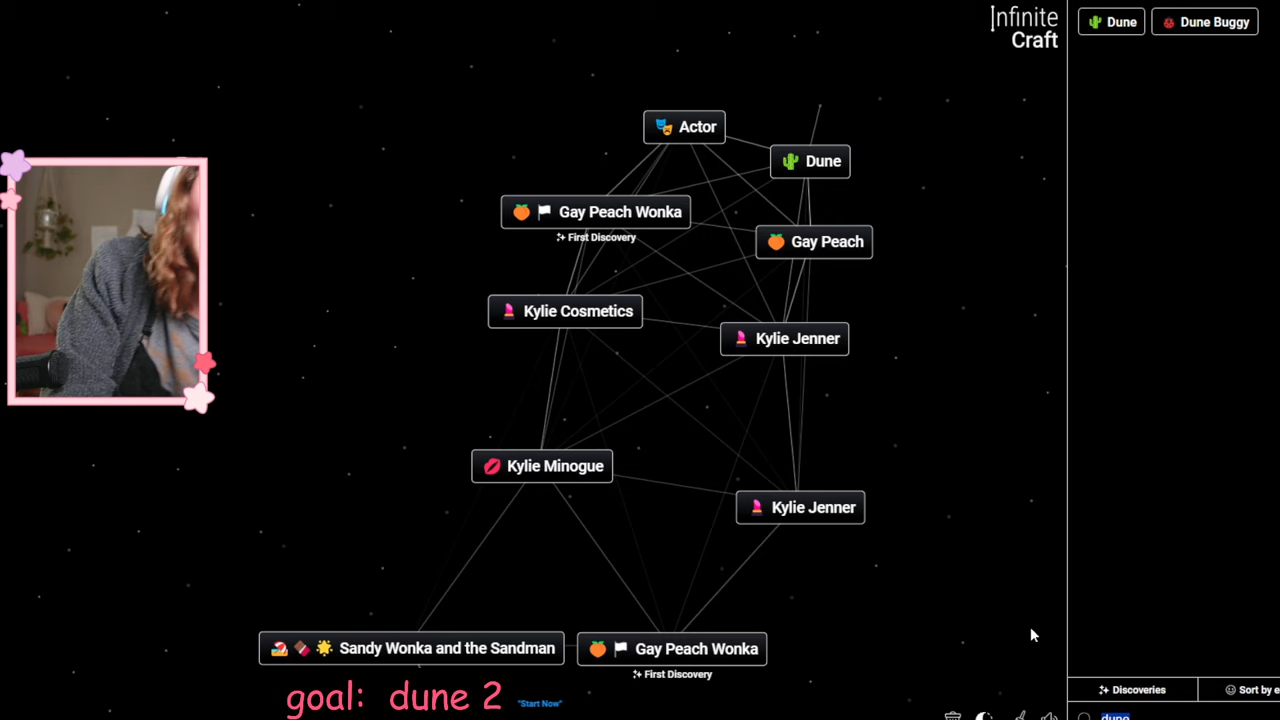 Infinite
Craft
Dune
Dune Buggy
Actor
Dune
Gay Peach Wonka
First Discovery
Gay Peach
Kylie Cosmetics
Kylie Jenner
Kylie Minogue
Kylie Jenner
Sandy Wonka and the Sandman
Gay Peach Wonka
First Discovery
goal: dune 2
"Start Now"
Discoveries
Sort by e
dune